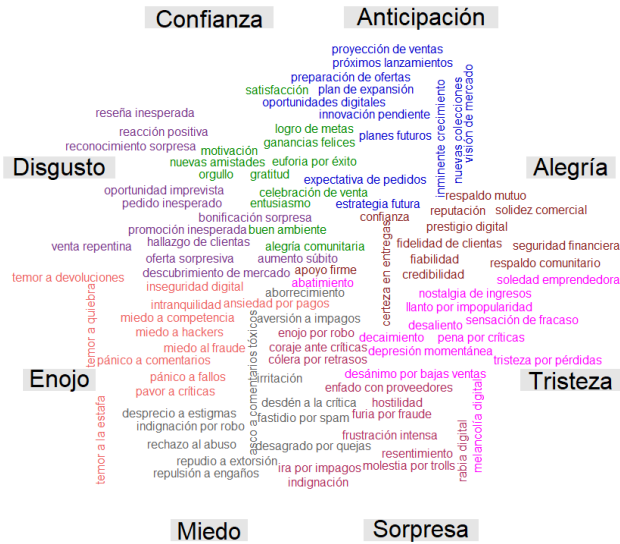 Confianza
Anticipación
proyección de ventas
próximos lanzamientos
preparación de ofertas
satisfacción
plan de expansión
oportunidades digitales
inminente crecimiento
nuevas colecciones
visión de mercado
reseña inesperada
innovación pendiente
reacción positiva
logro de metas
planes futuros
reconocimiento sorpresa
motivación
ganancias felices
Disgusto
nuevas amistades
euforia por éxito
Alegría
orgullo
gratitud
expectativa de pedidos
oportunidad imprevista
celebración de venta
respaldo mutuo
pedido inesperado
entusiasmo
estrategia futura
reputación
solidez comercial
bonificación sorpresa
confianza
prestigio digital
promoción inesperada
buen ambiente
certeza en entregas
venta repentina
hallazgo de clientes
alegría comunitaria
fidelidad de clientes
seguridad financiera
oferta sorpresiva
aumento súbito
fiabilidad
respaldo comunitario
temor a devoluciones
descubrimiento de mercado
apoyo firme
credibilidad
soledad emprendedora
inseguridad digital
abatimiento
aborrecimiento
nostalgia de ingresos
temor a quiebra
intranquilidad
ansiedad por pagos
llanto por impopularidad
miedo a competencia
aversión a impagos
desaliento
sensación de fracaso
miedo a hackers
enojo por robo
decaimiento
pena por críticas
miedo al fraude
coraje ante críticas
depresión momentánea
pánico a comentarios
asco a comentarios tóxicos
cólera por retrasos
tristeza por pérdidas
Enojo
pánico a fallos
irritación
desánimo por bajas ventas
Tristeza
pavor a críticas
enfado con proveedores
temor a la estafa
desdén a la crítica
hostilidad
melancolía digital
desprecio a estigmas
fastidio por spam
furia por fraude
indignación por robo
frustración intensa
rechazo al abuso
desagrado por quejas
resentimiento
rabia digital
repudio a extorsión
ira por impagos
molestia por trolls
repulsión a engaños
indignación
Miedo
Sorpresa